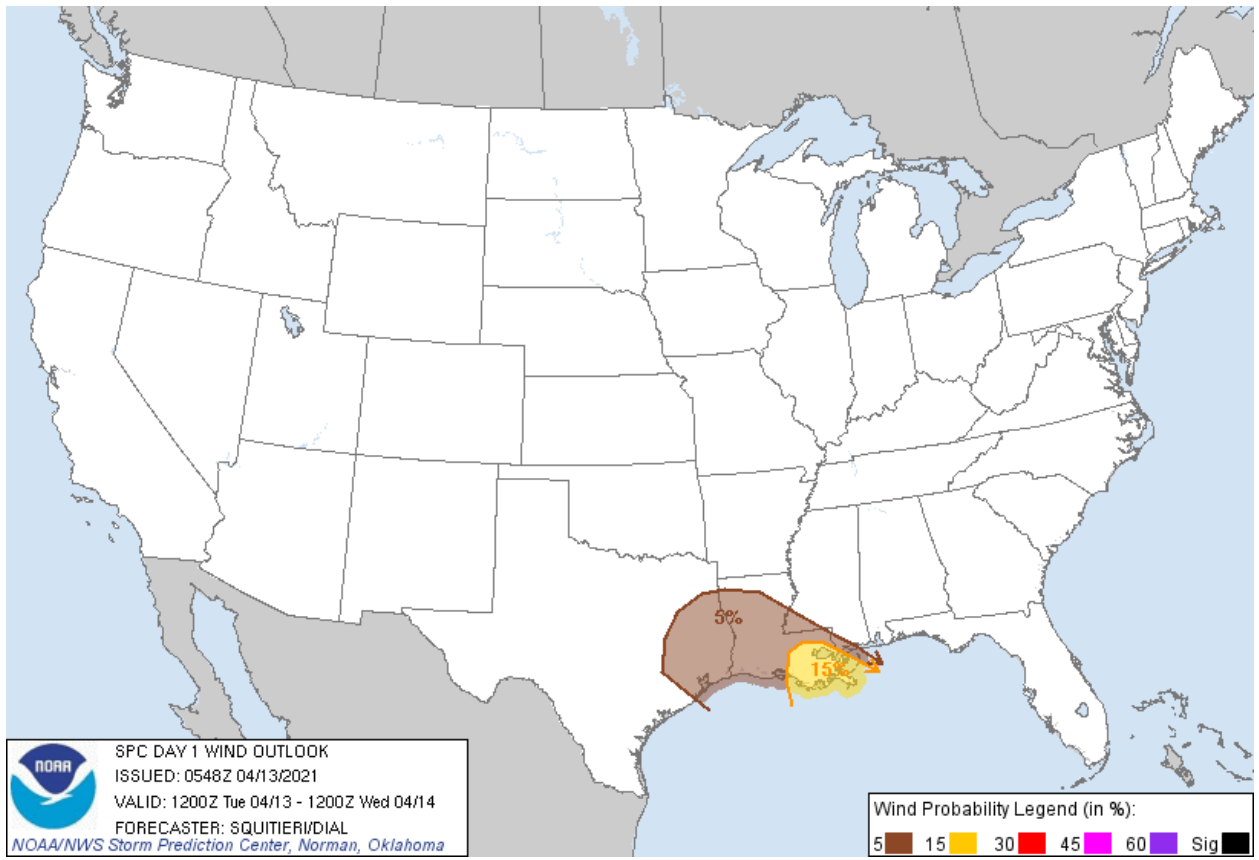 5%
15%
NOAA
SPC DAY 1 WIND OUTLOOK
ISSUED: 0548Z 04/13/2021
VALID: 1200Z Tue 04/13 - 1200Z Wed 04/14
FORECASTER: SQUITIERI/DIAL
NOAA/NWS Storm Prediction Center, Norman, Oklahoma
Wind Probability Legend (in %):
5 15 30 45 60 Sig